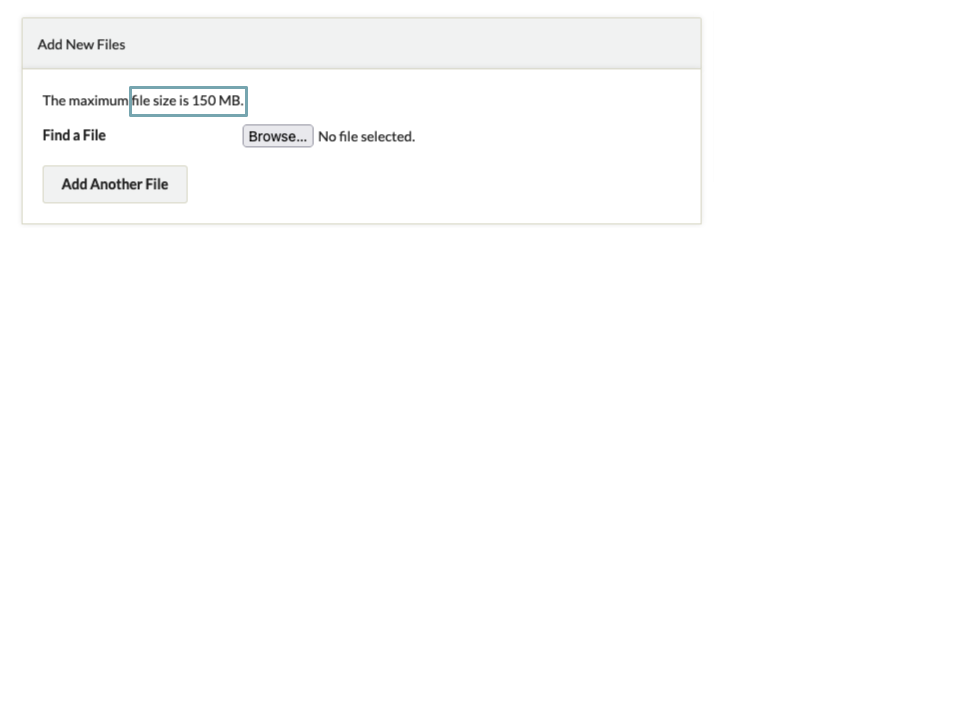 Add New Files
The maximum file size is 150 MB.
Find a File Browse... No file selected.
Add Another File